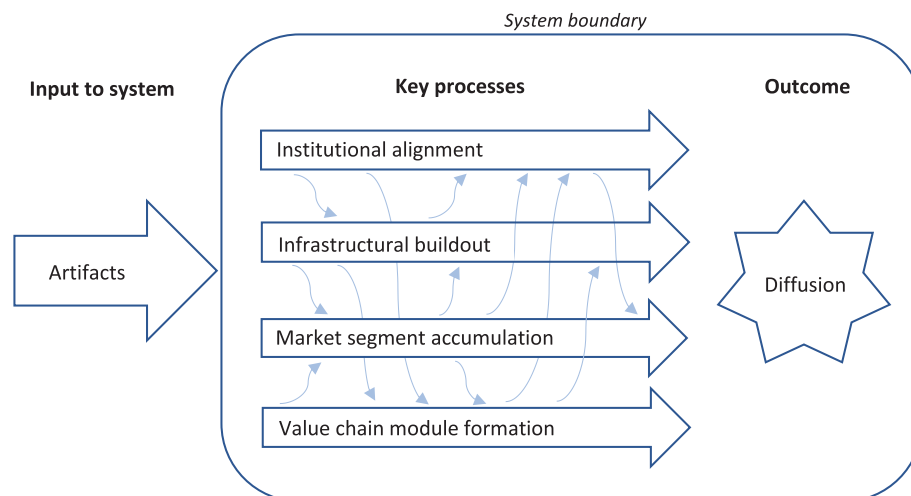 System boundary
Input to system
Key processes
Outcome
Institutional alignment
Infrastructural buildout
Artifacts
Diffusion
Market segment accumulation
Value chain module formation